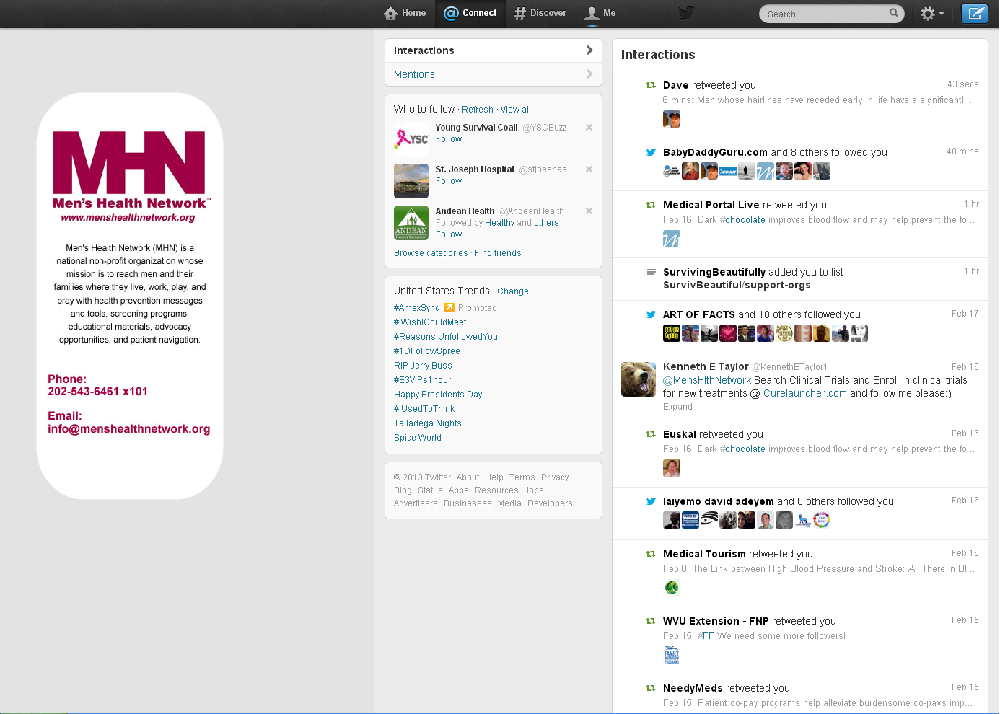 Home
Connect
Discover
Me
Search
MHN
Men's Health Network™
www.menshealthnetwork.org
Men's Health Network (MHN) is a
national non-profit organization whose
mission is to reach men and their
families where they live, work, play, and
pray with health prevention messages
and tools, screening programs,
educational materials, advocacy
opportunities, and patient navigation.
Phone:
202-543-6461 x101
Email:
info@menshealthnetwork.org
Interactions
Mentions
Who to follow · Refresh · View all
YSC
Young Survival Coali @YSCBuzz
Follow
St. Joseph Hospital @stjoesnas...
Follow
ANDEAN
Andean Health @AndeanHealth
Followed by Healthy and others
Follow
Browse categories · Find friends
United States Trends · Change
#AmexSync Promoted
#IWishICouldMeet
#ReasonsIUnfollowedYou
#1DFollowSpree
RIP Jerry Buss
#E3VIPs1hour
Happy Presidents Day
#IUsedToThink
Talladega Nights
Spice World
© 2013 Twitter About Help Terms Privacy
Blog Status Apps Resources Jobs
Advertisers Businesses Media Developers
Interactions
Dave retweeted you 43 secs
6 mins: Men whose hairlines have receded early in life have a significantl...
BabyDaddyGuru.com and 8 others followed you 48 mins
Medical Portal Live retweeted you 1 hr
Feb 16: Dark #chocolate improves blood flow and may help prevent the fo...
SurvivingBeautifully added you to list 1 hr
SurvivBeautiful/support-orgs
ART OF FACTS and 10 others followed you Feb 17
Kenneth E Taylor @KennethETaylor1 Feb 16
@MensHlthNetwork Search Clinical Trials and Enroll in clinical trials
for new treatments @ Curelauncher.com and follow me please:)
Expand
Euskal retweeted you Feb 16
Feb 16: Dark #chocolate improves blood flow and may help prevent the fo...
laiyemo david adeyem and 8 others followed you Feb 16
Medical Tourism retweeted you Feb 16
Feb 8: The Link between High Blood Pressure and Stroke: All There in Bl...
WVU Extension - FNP retweeted you Feb 15
Feb 15: #FF We need some more followers!
FAMILY
NUTRITION
PROGRAMS
NeedyMeds retweeted you Feb 15
Feb 15: Patient co-pay programs help alleviate burdensome co-pays imp...